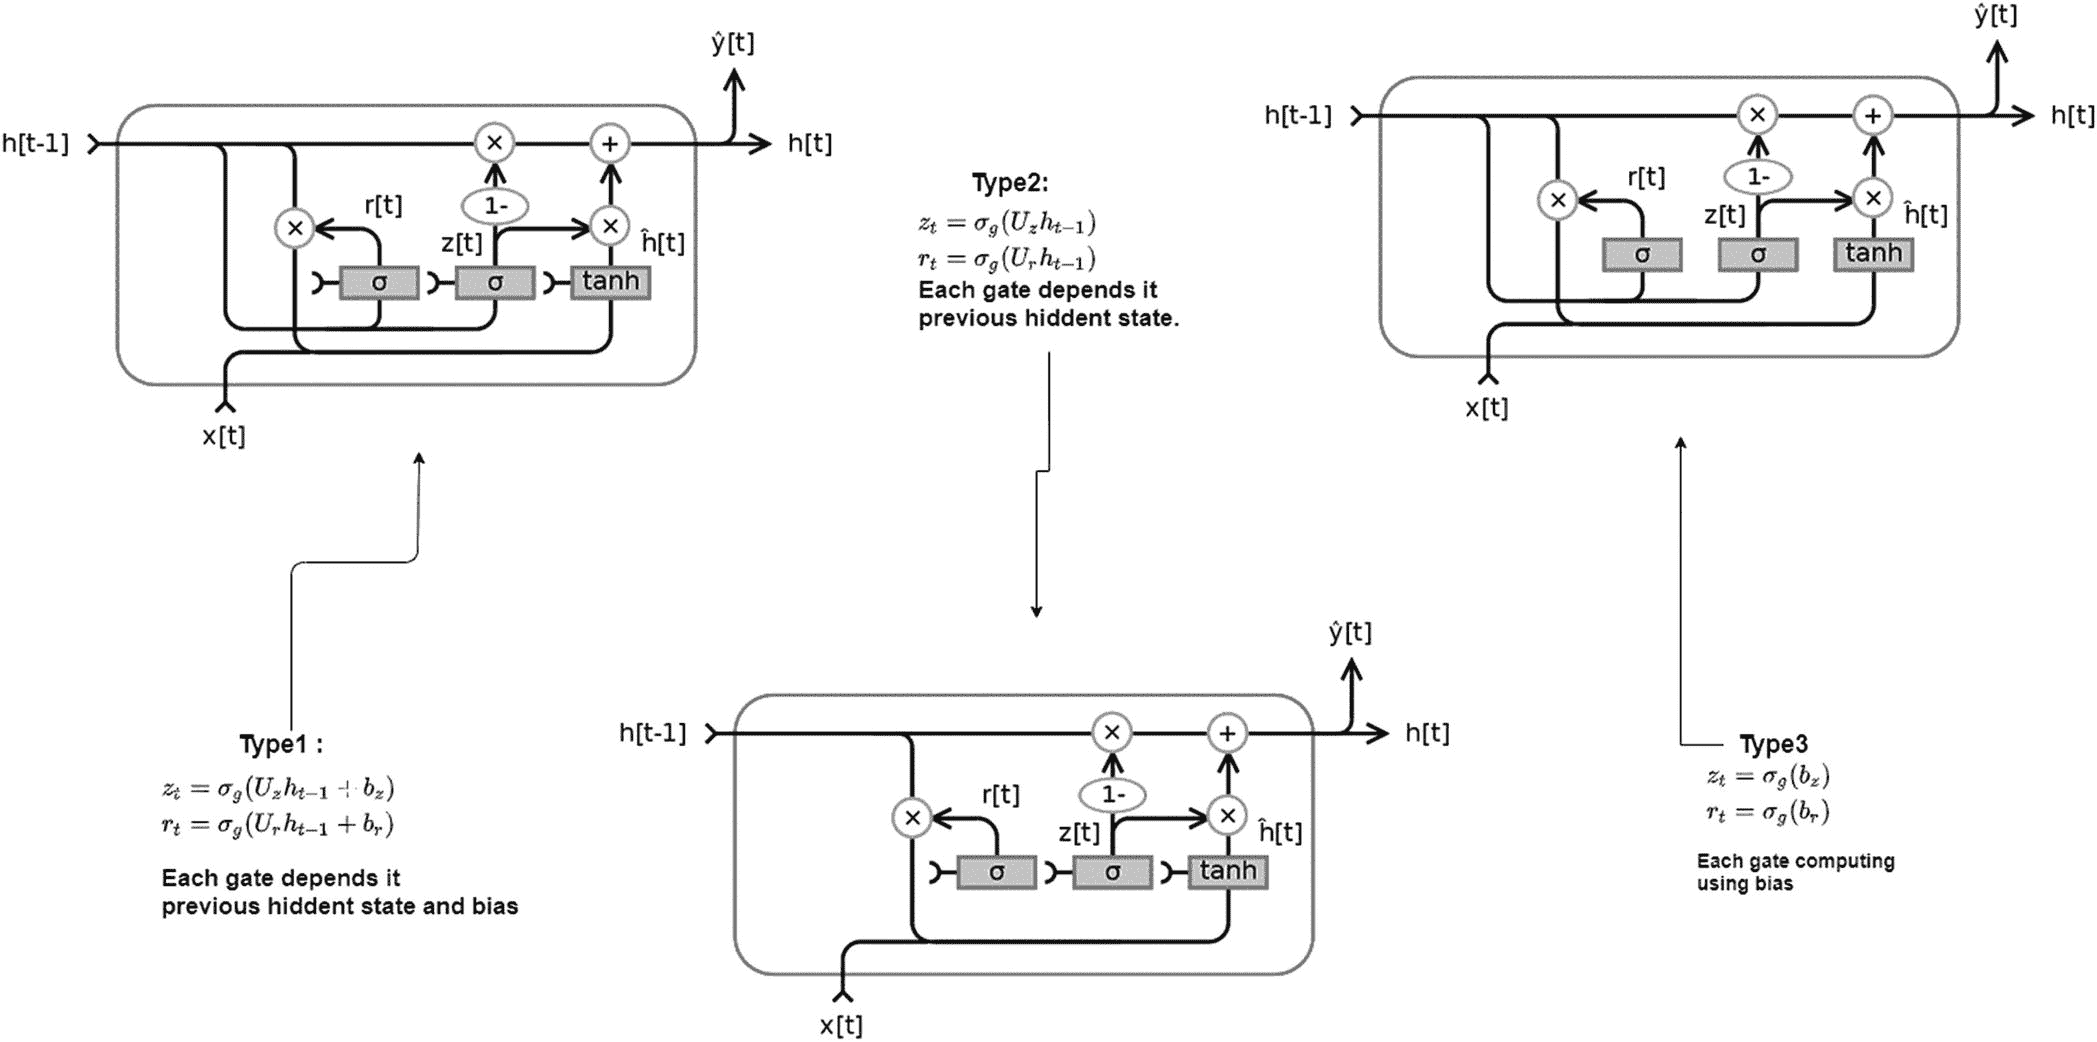 ŷ[t]
h[t-1]
×
+
h[t]
1-
r[t]
z[t]
×
×
ĥ[t]
σ
σ
tanh
x[t]
ŷ[t]
h[t-1]
×
+
h[t]
1-
r[t]
z[t]
×
×
ĥ[t]
σ
σ
tanh
x[t]
Type2:
z_t = σ_g(U_z h_{t−1})
r_t = σ_g(U_r h_{t−1})
Each gate depends it
previous hiddent state.
ŷ[t]
h[t-1]
×
+
h[t]
1-
r[t]
z[t]
×
×
ĥ[t]
σ
σ
tanh
x[t]
Type1 :
z_t = σ_g(U_z h_{t−1} + b_z)
r_t = σ_g(U_r h_{t−1} + b_r)
Each gate depends it
previous hiddent state and bias
Type3
z_t = σ_g(b_z)
r_t = σ_g(b_r)
Each gate computing
using bias